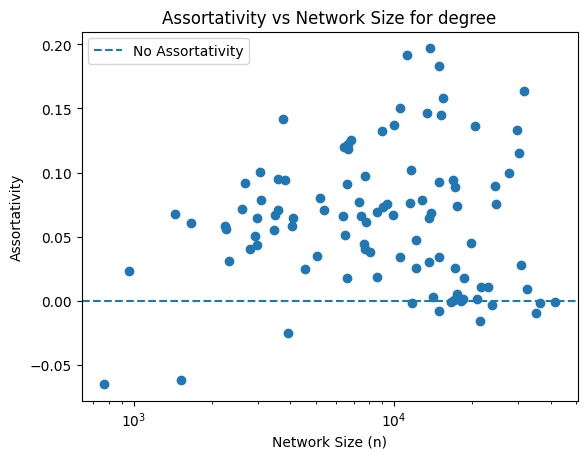 Assortativity vs Network Size for degree
No Assortativity
Assortativity
0.20
0.15
0.10
0.05
0.00
−0.05
10³
10⁴
Network Size (n)